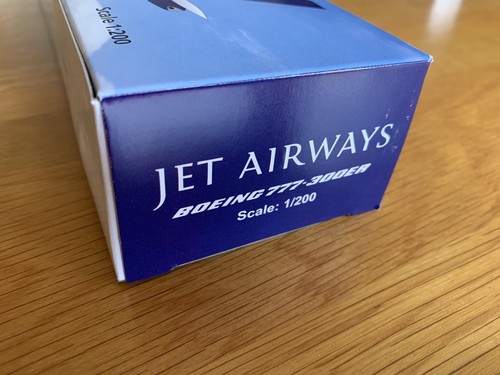 Scale 1:200
JET AIRWAYS
BOEING 777-300ER
Scale: 1/200